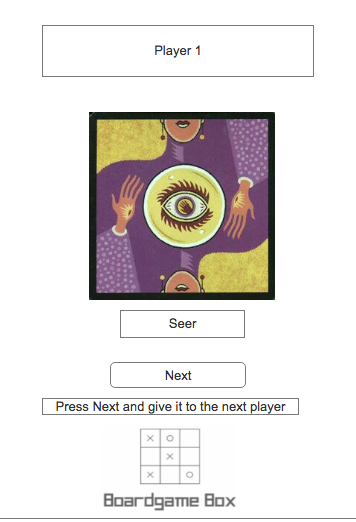 Player 1
Seer
Next
Press Next and give it to the next player
Boardgame Box